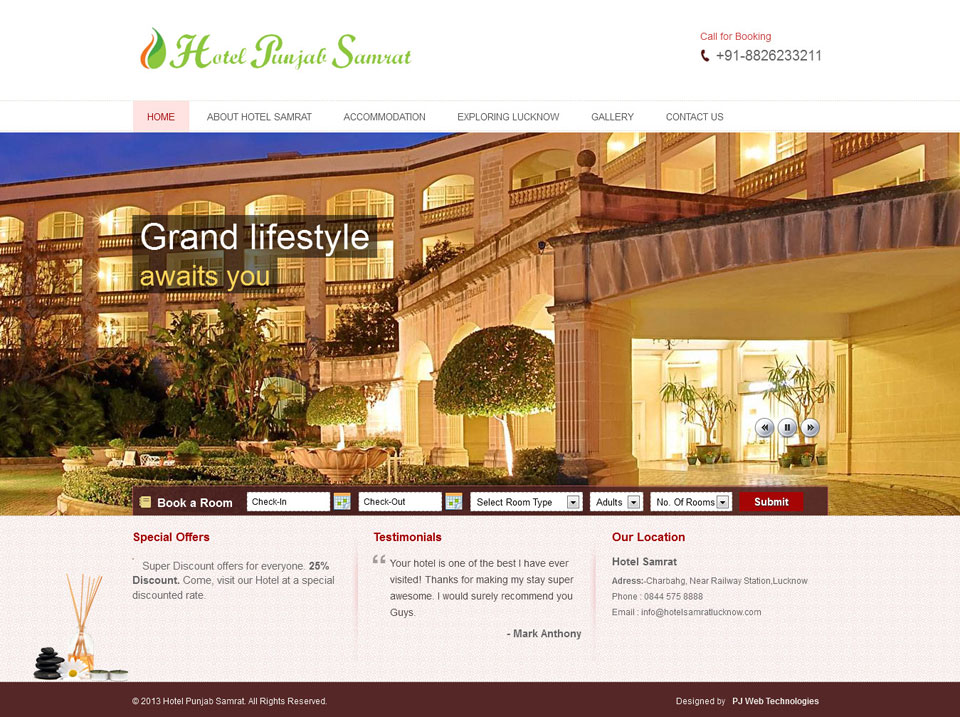 Hotel Punjab Samrat
Call for Booking
+91-8826233211
HOME ABOUT HOTEL SAMRAT ACCOMMODATION EXPLORING LUCKNOW GALLERY CONTACT US
Grand lifestyle
awaits you
Book a Room Check-In Check-Out Select Room Type Adults No. Of Rooms Submit
Special Offers
Super Discount offers for everyone. 25%
Discount. Come, visit our Hotel at a special
discounted rate.
Testimonials
“ Your hotel is one of the best I have ever
visited! Thanks for making my stay super
awesome. I would surely recommend you
Guys.
- Mark Anthony
Our Location
Hotel Samrat
Adress:-Charbahg, Near Railway Station,Lucknow
Phone : 0844 575 8888
Email : info@hotelsamratlucknow.com
© 2013 Hotel Punjab Samrat. All Rights Reserved.
Designed by PJ Web Technologies